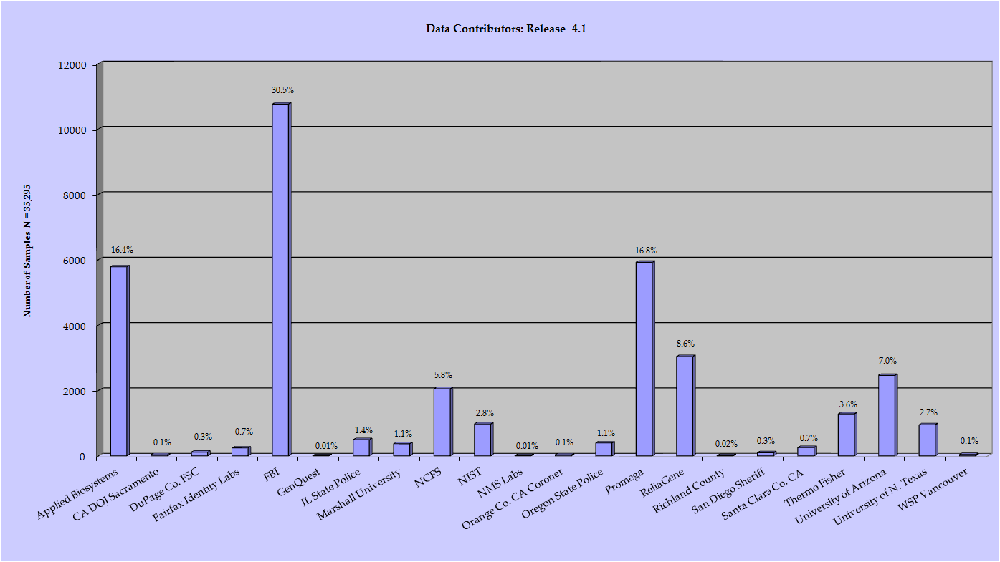 Data Contributors: Release 4.1
Number of Samples N = 35,295
12000
10000
8000
6000
4000
2000
0
16.4%
0.1%
0.3%
0.7%
30.5%
0.01%
1.4%
1.1%
5.8%
2.8%
0.01%
0.1%
1.1%
16.8%
8.6%
0.02%
0.3%
0.7%
3.6%
7.0%
2.7%
0.1%
Applied Biosystems
CA DOJ Sacramento
DuPage Co. FSC
Fairfax Identity Labs
FBI
GenQuest
IL State Police
Marshall University
NCFS
NIST
NMS Labs
Orange Co. CA Coroner
Oregon State Police
Promega
ReliaGene
Richland County
San Diego Sheriff
Santa Clara Co. CA
Thermo Fisher
University of Arizona
University of N. Texas
WSP Vancouver